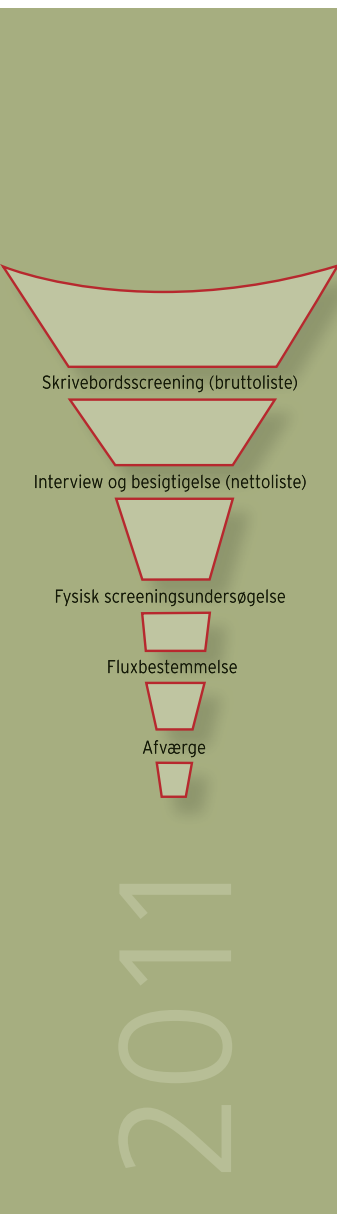 Skrivebordsscreening (bruttoliste)
Interview og besigtigelse (nettoliste)
Fysisk screeningsundersøgelse
Fluxbestemmelse
Afværge
2011